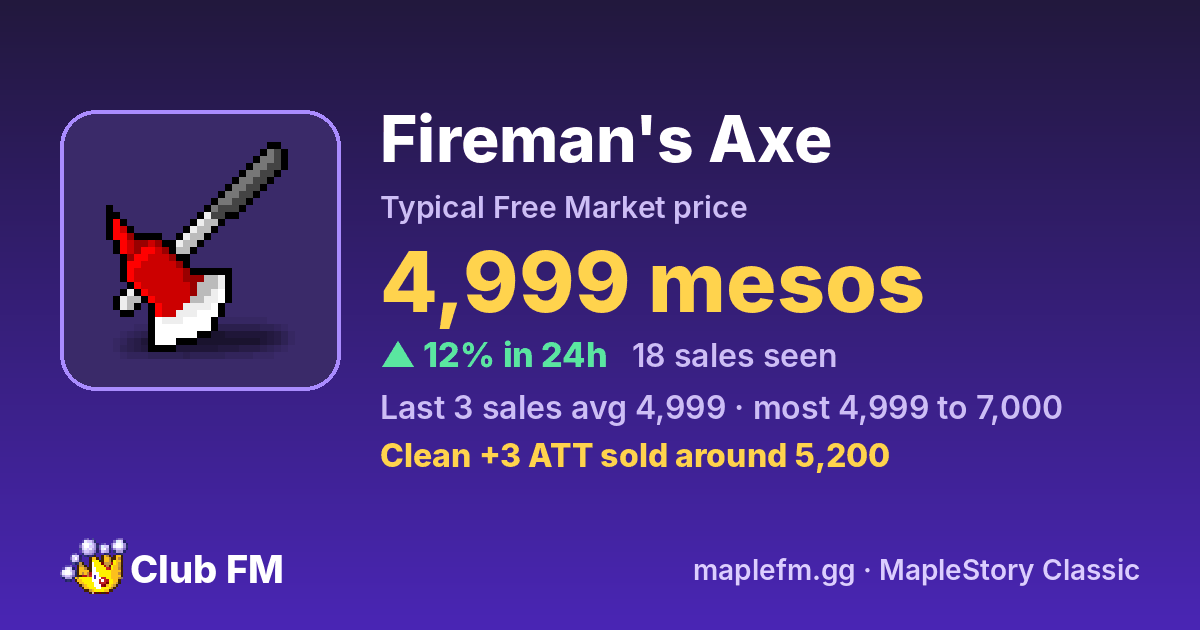 Fireman's Axe
Typical Free Market price
4,999 mesos
▲ 12% in 24h 18 sales seen
Last 3 sales avg 4,999 · most 4,999 to 7,000
Clean +3 ATT sold around 5,200
Club FM
maplefm.gg · MapleStory Classic